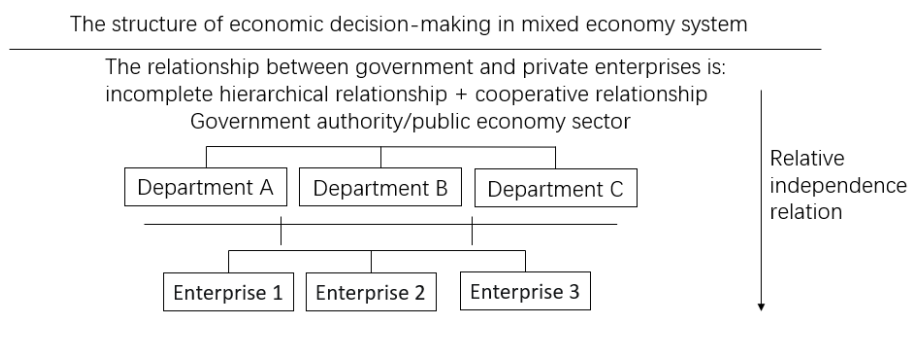 The structure of economic decision-making in mixed economy system
The relationship between government and private enterprises is:
incomplete hierarchical relationship + cooperative relationship
Government authority/public economy sector
Department A
Department B
Department C
Relative
independence
relation
Enterprise 1
Enterprise 2
Enterprise 3